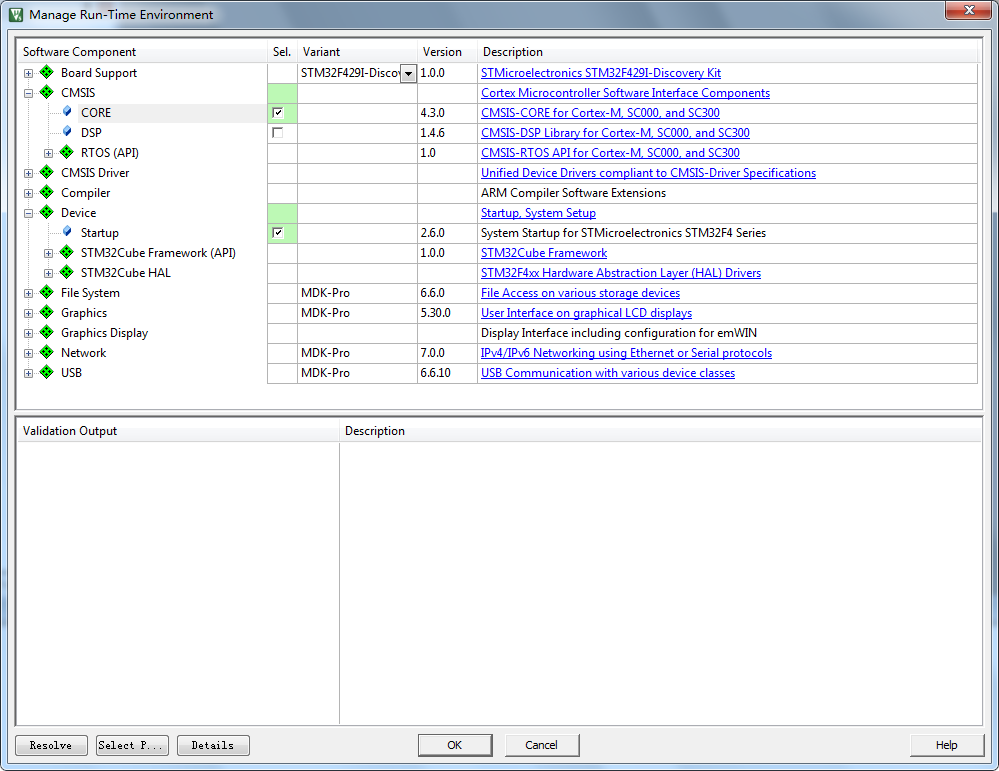 Manage Run-Time Environment
Software Component Sel. Variant Version Description
Board Support STM32F429I-Disco 1.0.0 STMicroelectronics STM32F429I-Discovery Kit
CMSIS Cortex Microcontroller Software Interface Components
CORE 4.3.0 CMSIS-CORE for Cortex-M, SC000, and SC300
DSP 1.4.6 CMSIS-DSP Library for Cortex-M, SC000, and SC300
RTOS (API) 1.0 CMSIS-RTOS API for Cortex-M, SC000, and SC300
CMSIS Driver Unified Device Drivers compliant to CMSIS-Driver Specifications
Compiler ARM Compiler Software Extensions
Device Startup, System Setup
Startup 2.6.0 System Startup for STMicroelectronics STM32F4 Series
STM32Cube Framework (API) 1.0.0 STM32Cube Framework
STM32Cube HAL STM32F4xx Hardware Abstraction Layer (HAL) Drivers
File System MDK-Pro 6.6.0 File Access on various storage devices
Graphics MDK-Pro 5.30.0 User Interface on graphical LCD displays
Graphics Display Display Interface including configuration for emWIN
Network MDK-Pro 7.0.0 IPv4/IPv6 Networking using Ethernet or Serial protocols
USB MDK-Pro 6.6.10 USB Communication with various device classes
Validation Output Description
Resolve Select P... Details OK Cancel Help